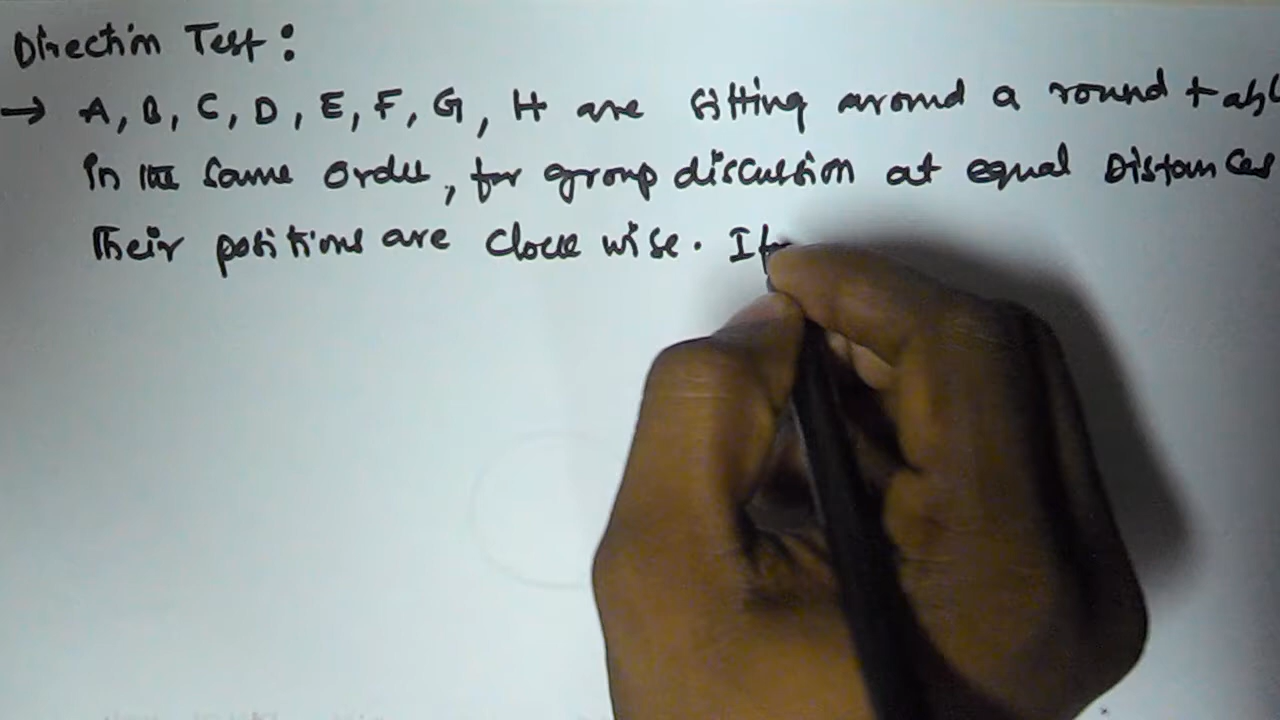 Direction Test:
→ A, B, C, D, E, F, G, H are sitting around a round tabl
in the same order, for group discussion at equal Distances
Their positions are clock wise. If